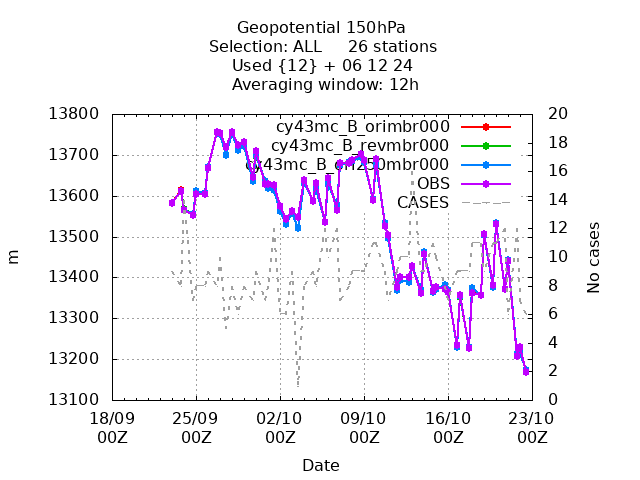 Geopotential 150hPa
Selection: ALL 26 stations
Used {12} + 06 12 24
Averaging window: 12h
cy43mc_B_orimbr000
cy43mc_B_revmbr000
OBS
CASES
13800
13700
13600
13500
13400
13300
13200
13100
20
18
16
14
12
10
8
6
4
2
0
m
No cases
18/09 25/09 02/10 09/10 16/10 23/10
00Z 00Z 00Z 00Z 00Z 00Z
Date